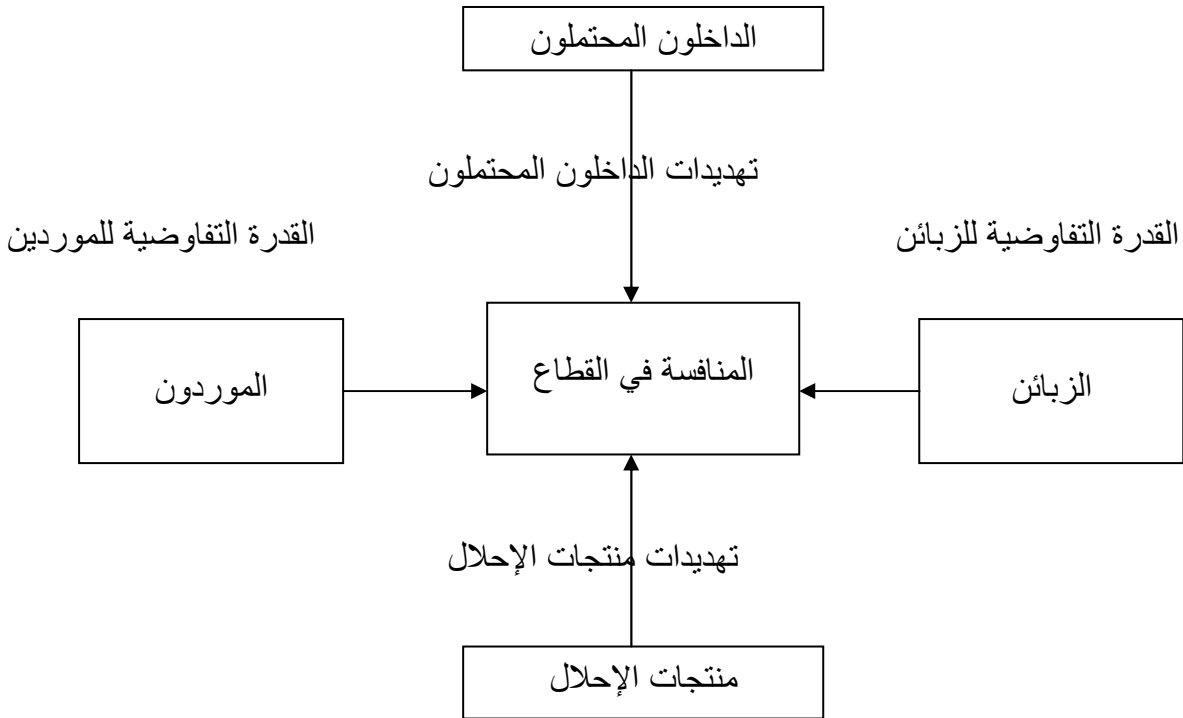 الداخلون المحتملون
تهديدات الداخلون المحتملون
القدرة التفاوضية للزبائن
القدرة التفاوضية للموردين
الزبائن
المنافسة في القطاع
الموردون
تهديدات منتجات الإحلال
منتجات الإحلال